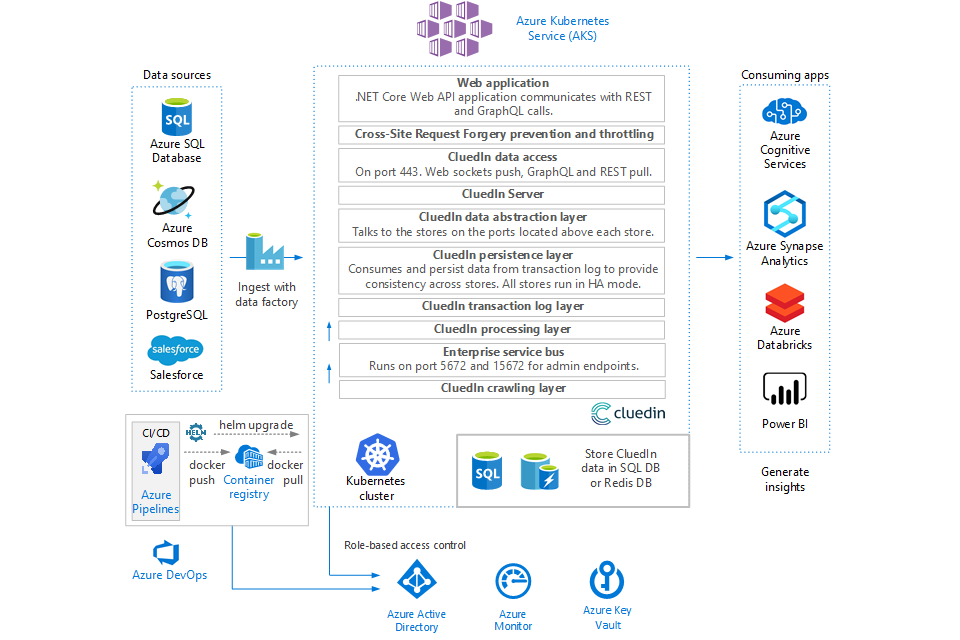 Azure Kubernetes
Service (AKS)
Data sources
Azure SQL
Database
Azure
Cosmos DB
PostgreSQL
salesforce
Salesforce
Ingest with
data factory
Web application
.NET Core Web API application communicates with REST
and GraphQL calls.
Cross-Site Request Forgery prevention and throttling
CluedIn data access
On port 443. Web sockets push, GraphQL and REST pull.
CluedIn Server
CluedIn data abstraction layer
Talks to the stores on the ports located above each store.
CluedIn persistence layer
Consumes and persist data from transaction log to provide
consistency across stores. All stores run in HA mode.
CluedIn transaction log layer
CluedIn processing layer
Enterprise service bus
Runs on port 5672 and 15672 for admin endpoints.
CluedIn crawling layer
cluedin
Kubernetes
cluster
SQL
Store CluedIn
data in SQL DB
or Redis DB
Consuming apps
Azure
Cognitive
Services
Azure Synapse
Analytics
Azure
Databricks
Power BI
Generate
insights
SQL
CI/CD
Azure
Pipelines
HELM
helm upgrade
docker
push
Container
registry
docker
pull
Azure DevOps
Role-based access control
Azure Active
Directory
Azure
Monitor
Azure Key
Vault